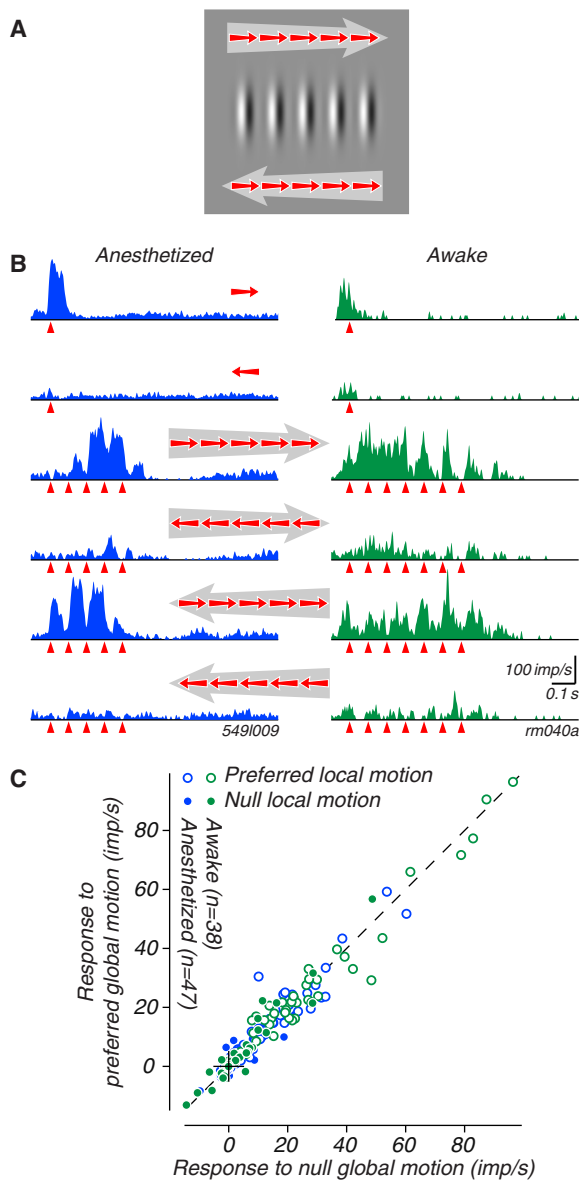 A
B
Anesthetized
Awake
100 imp/s
0.1 s
549l009
rm040a
C
Preferred local motion
Null local motion
Awake (n=38)
Anesthetized (n=47)
Response to
preferred global motion (imp/s)
80
60
40
20
0
0 20 40 60 80
Response to null global motion (imp/s)